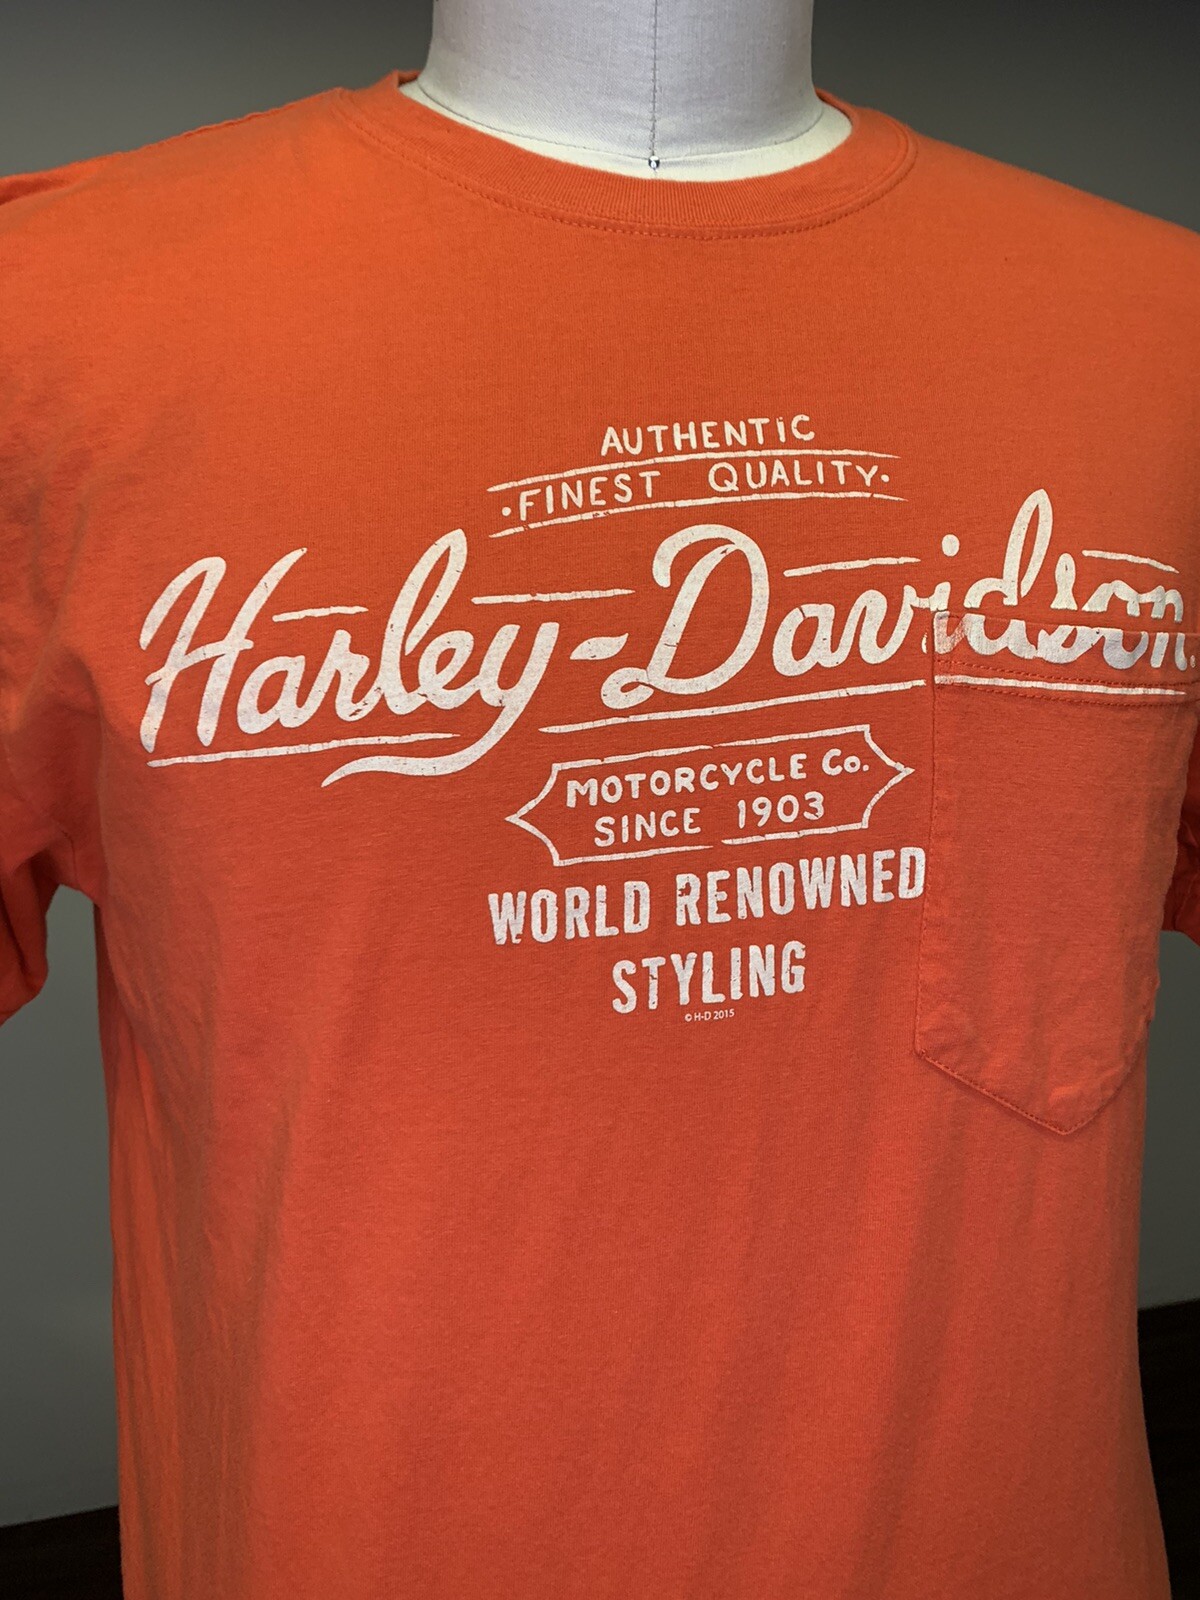 AUTHENTIC
·FINEST QUALITY·
Harley-Davidson.
MOTORCYCLE Co.
SINCE 1903
WORLD RENOWNED
STYLING
© H-D 2015